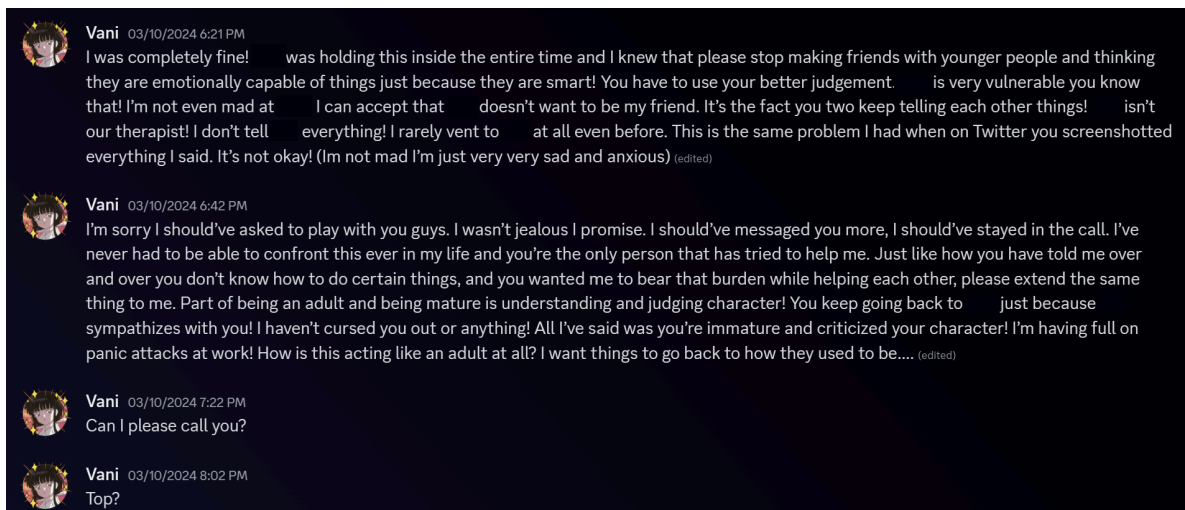 Vani 03/10/2024 6:21 PM
I was completely fine! was holding this inside the entire time and I knew that please stop making friends with younger people and thinking
they are emotionally capable of things just because they are smart! You have to use your better judgement. is very vulnerable you know
that! I’m not even mad at I can accept that doesn’t want to be my friend. It’s the fact you two keep telling each other things! isn’t
our therapist! I don’t tell everything! I rarely vent to at all even before. This is the same problem I had when on Twitter you screenshotted
everything I said. It’s not okay! (Im not mad I’m just very very sad and anxious) (edited)
Vani 03/10/2024 6:42 PM
I’m sorry I should’ve asked to play with you guys. I wasn’t jealous I promise. I should’ve messaged you more, I should’ve stayed in the call. I’ve
never had to be able to confront this ever in my life and you’re the only person that has tried to help me. Just like how you have told me over
and over you don’t know how to do certain things, and you wanted me to bear that burden while helping each other, please extend the same
thing to me. Part of being an adult and being mature is understanding and judging character! You keep going back to just because
sympathizes with you! I haven’t cursed you out or anything! All I’ve said was you’re immature and criticized your character! I’m having full on
panic attacks at work! How is this acting like an adult at all? I want things to go back to how they used to be.... (edited)
Vani 03/10/2024 7:22 PM
Can I please call you?
Vani 03/10/2024 8:02 PM
Top?